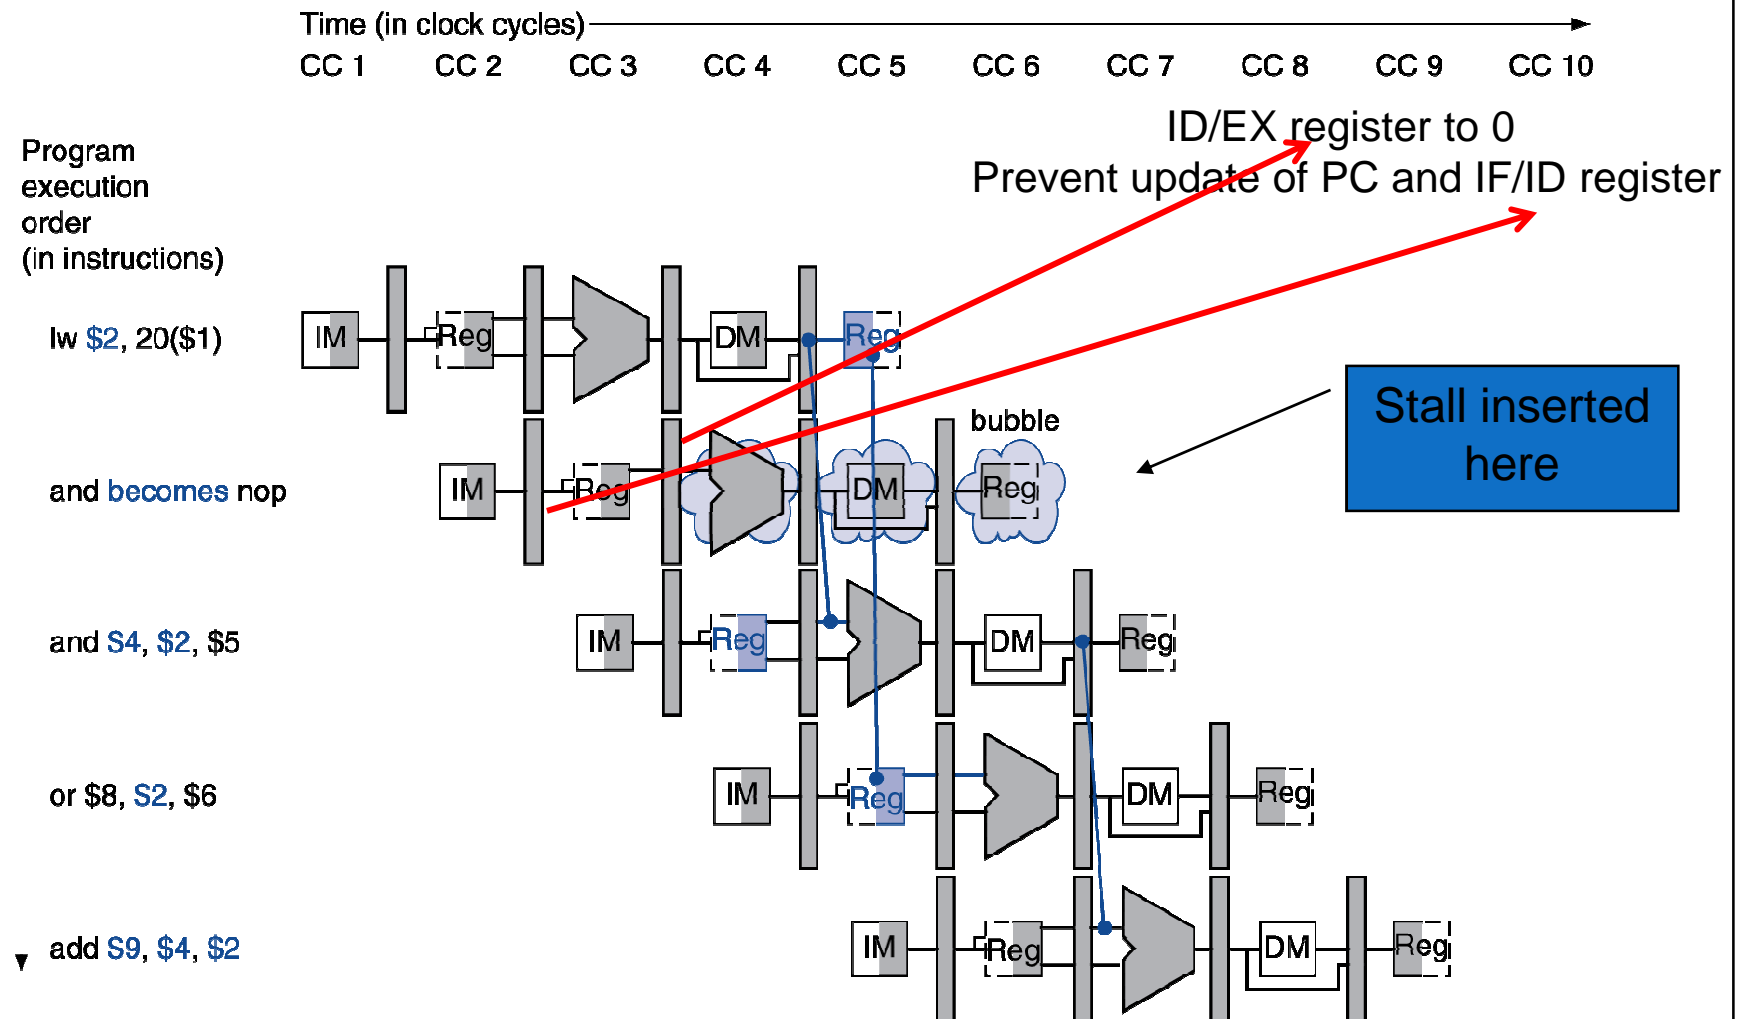 Time (in clock cycles)
CC 1 CC 2 CC 3 CC 4 CC 5 CC 6 CC 7 CC 8 CC 9 CC 10
ID/EX register to 0
Prevent update of PC and IF/ID register
Program
execution
order
(in instructions)
lw $2, 20($1)
IM Reg DM Reg
Stall inserted
here
bubble
and becomes nop
IM Reg DM Reg
and S4, $2, $5
IM Reg DM Reg
or $8, S2, $6
IM Reg DM Reg
add S9, $4, $2
IM Reg DM Reg